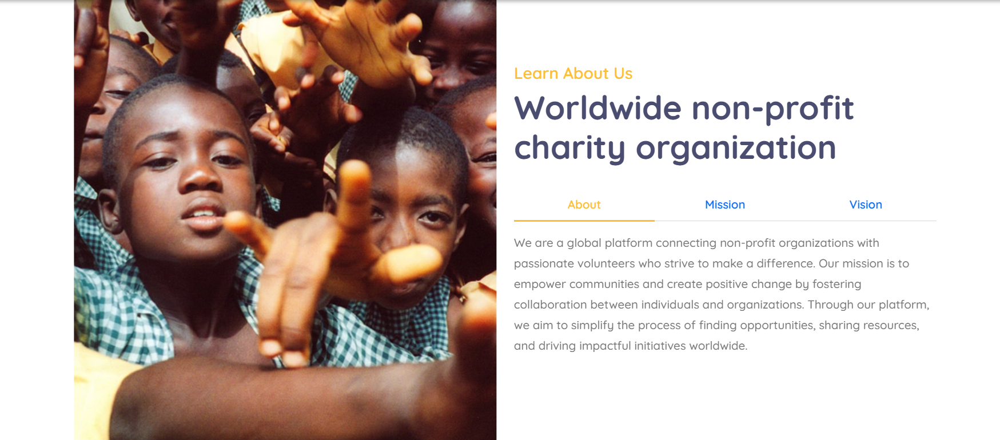 Learn About Us
Worldwide non-profit
charity organization
About Mission Vision
We are a global platform connecting non-profit organizations with
passionate volunteers who strive to make a difference. Our mission is to
empower communities and create positive change by fostering
collaboration between individuals and organizations. Through our platform,
we aim to simplify the process of finding opportunities, sharing resources,
and driving impactful initiatives worldwide.